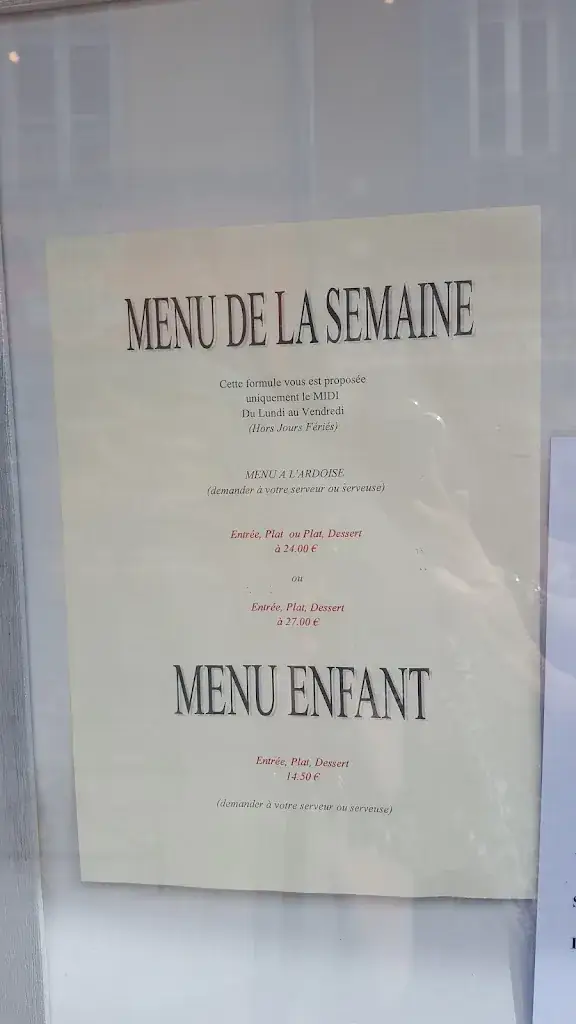 MENU DE LA SEMAINE
Cette formule vous est proposée
uniquement le MIDI
Du Lundi au Vendredi
(Hors Jours Fériés)
MENU A L'ARDOISE
(demander à votre serveur ou serveuse)
Entrée, Plat ou Plat, Dessert
à 24.00 €
ou
Entrée, Plat, Dessert
à 27.00 €
MENU ENFANT
Entrée, Plat, Dessert
14.50 €
(demander à votre serveur ou serveuse)